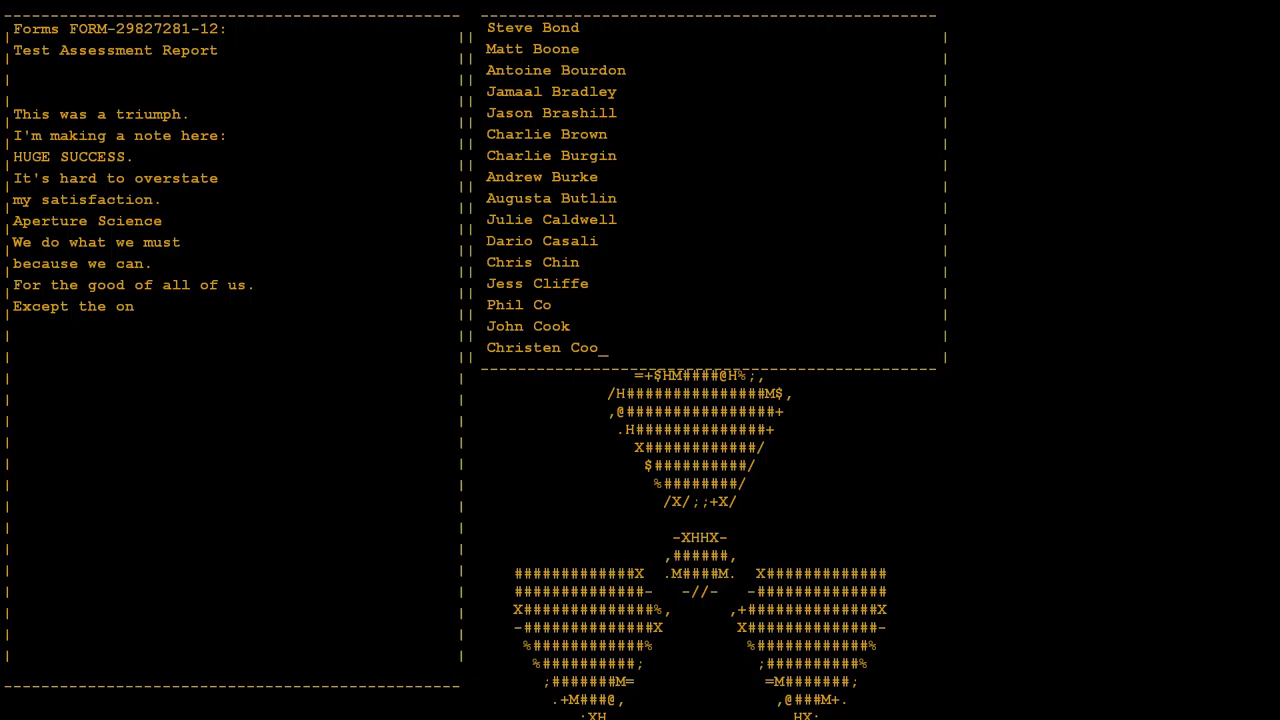 Forms FORM-29827281-12:
Test Assessment Report
This was a triumph.
I'm making a note here:
HUGE SUCCESS.
It's hard to overstate
my satisfaction.
Aperture Science
We do what we must
because we can.
For the good of all of us.
Except the on
Steve Bond
Matt Boone
Antoine Bourdon
Jamaal Bradley
Jason Brashill
Charlie Brown
Charlie Burgin
Andrew Burke
Augusta Butlin
Julie Caldwell
Dario Casali
Chris Chin
Jess Cliffe
Phil Co
John Cook
Christen Coo_